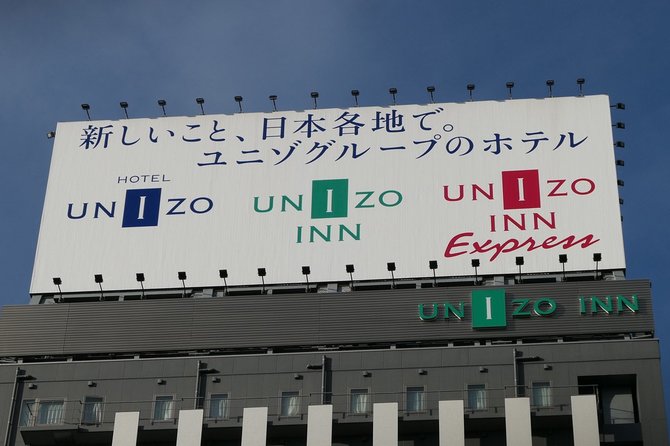 新しいこと、日本各地で。
ユニゾグループのホテル
HOTEL
UNIZO
UNIZO
INN
UNIZO
INN
Express
UNIZO INN